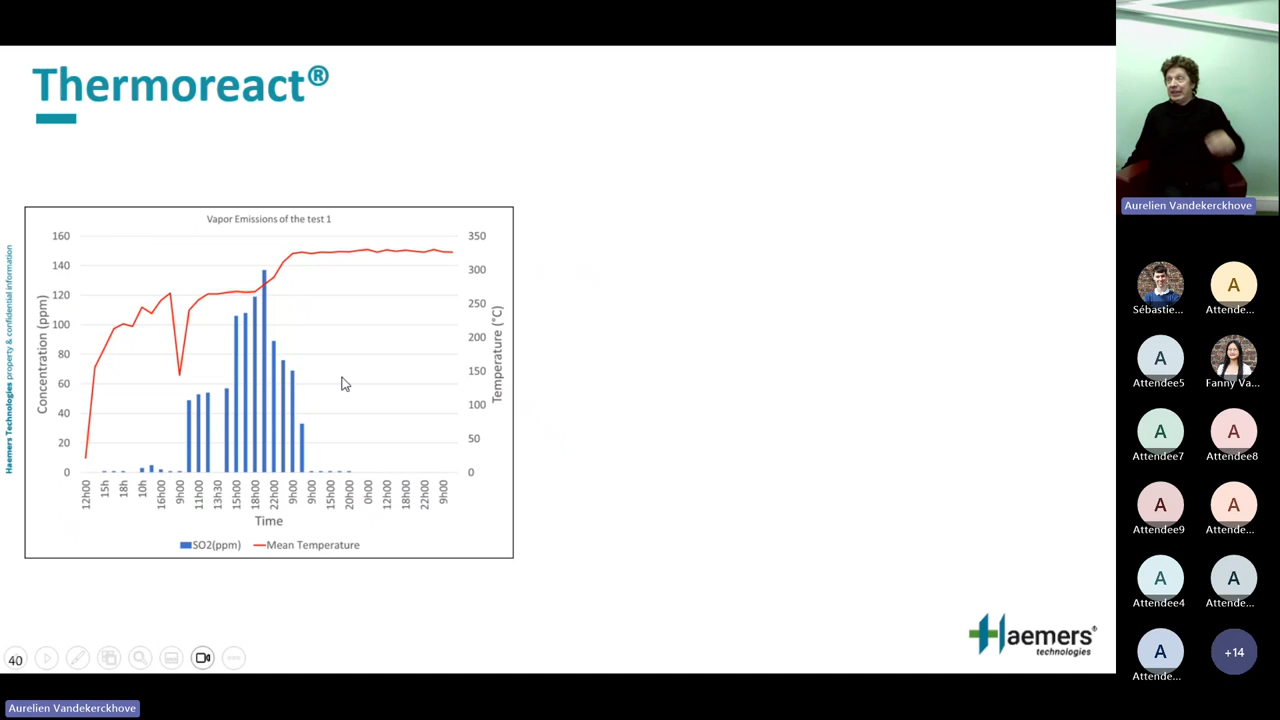 Thermoreact®
Haemers Technologies property & confidential information
Vapor Emissions of the test 1
160
140
120
100
80
60
40
20
0
Concentration (ppm)
350
300
250
200
150
100
50
0
Temperature (°C)
12h00
15h
18h
10h
16h00
9h00
11h00
13h30
15h00
18h00
22h00
9h00
9h00
15h00
20h00
0h00
12h00
18h00
22h00
9h00
Time
SO2(ppm)
Mean Temperature
Haemers®
technologies
40
Aurelien Vandekerckhove
Aurelien Vandekerckhove
Sébastie...
A
Attende...
A
Attendee5
Fanny Va...
A
Attendee7
A
Attendee8
A
Attendee9
A
Attende...
A
Attendee4
A
Attende...
A
Attende...
+14